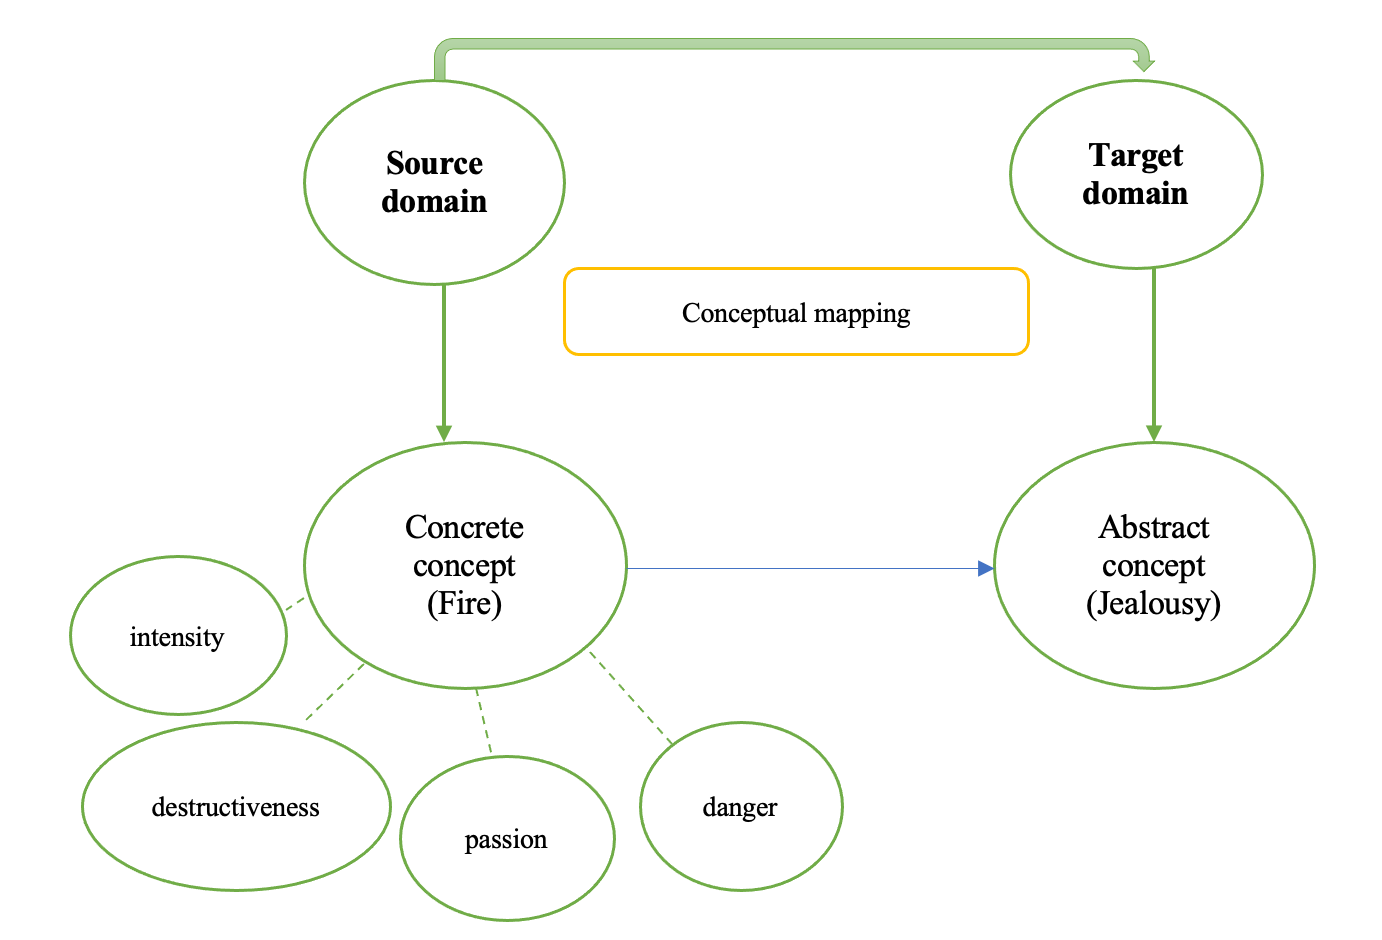 Source
domain
Target
domain
Conceptual mapping
Concrete
concept
(Fire)
Abstract
concept
(Jealousy)
intensity
destructiveness
passion
danger